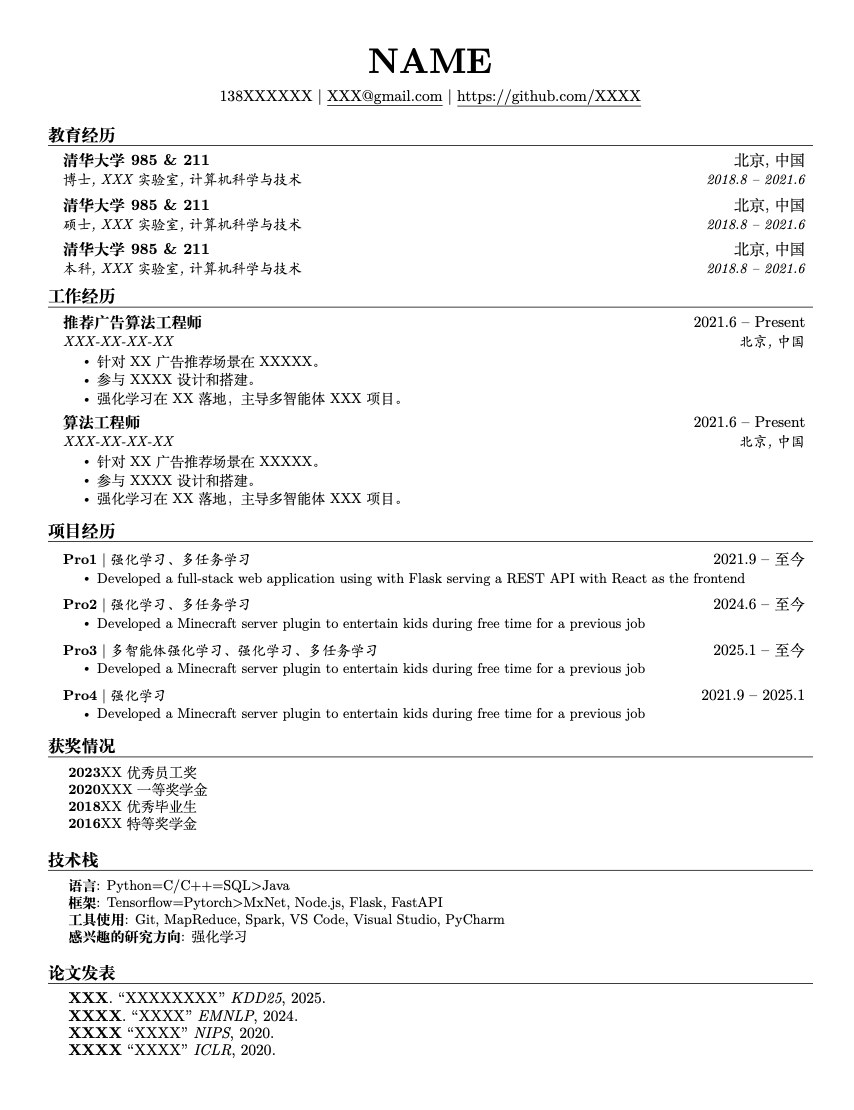 NAME
138XXXXXX | XXX@gmail.com | https://github.com/XXXX
教育经历
清华大学 985 & 211 北京, 中国
博士, XXX 实验室, 计算机科学与技术 2018.8 – 2021.6
清华大学 985 & 211 北京, 中国
硕士, XXX 实验室, 计算机科学与技术 2018.8 – 2021.6
清华大学 985 & 211 北京, 中国
本科, XXX 实验室, 计算机科学与技术 2018.8 – 2021.6
工作经历
推荐广告算法工程师 2021.6 – Present
XXX-XX-XX-XX 北京, 中国
• 针对 XX 广告推荐场景在 XXXXX。
• 参与 XXXX 设计和搭建。
• 强化学习在 XX 落地，主导多智能体 XXX 项目。
算法工程师 2021.6 – Present
XXX-XX-XX-XX 北京, 中国
• 针对 XX 广告推荐场景在 XXXXX。
• 参与 XXXX 设计和搭建。
• 强化学习在 XX 落地，主导多智能体 XXX 项目。
项目经历
Pro1 | 强化学习、多任务学习 2021.9 – 至今
• Developed a full-stack web application using with Flask serving a REST API with React as the frontend
Pro2 | 强化学习、多任务学习 2024.6 – 至今
• Developed a Minecraft server plugin to entertain kids during free time for a previous job
Pro3 | 多智能体强化学习、强化学习、多任务学习 2025.1 – 至今
• Developed a Minecraft server plugin to entertain kids during free time for a previous job
Pro4 | 强化学习 2021.9 – 2025.1
• Developed a Minecraft server plugin to entertain kids during free time for a previous job
获奖情况
2023XX 优秀员工奖
2020XXX 一等奖学金
2018XX 优秀毕业生
2016XX 特等奖学金
技术栈
语言: Python=C/C++=SQL>Java
框架: Tensorflow=Pytorch>MxNet, Node.js, Flask, FastAPI
工具使用: Git, MapReduce, Spark, VS Code, Visual Studio, PyCharm
感兴趣的研究方向: 强化学习
论文发表
XXX. “XXXXXXXX” KDD25, 2025.
XXXX. “XXXX” EMNLP, 2024.
XXXX “XXXX” NIPS, 2020.
XXXX “XXXX” ICLR, 2020.